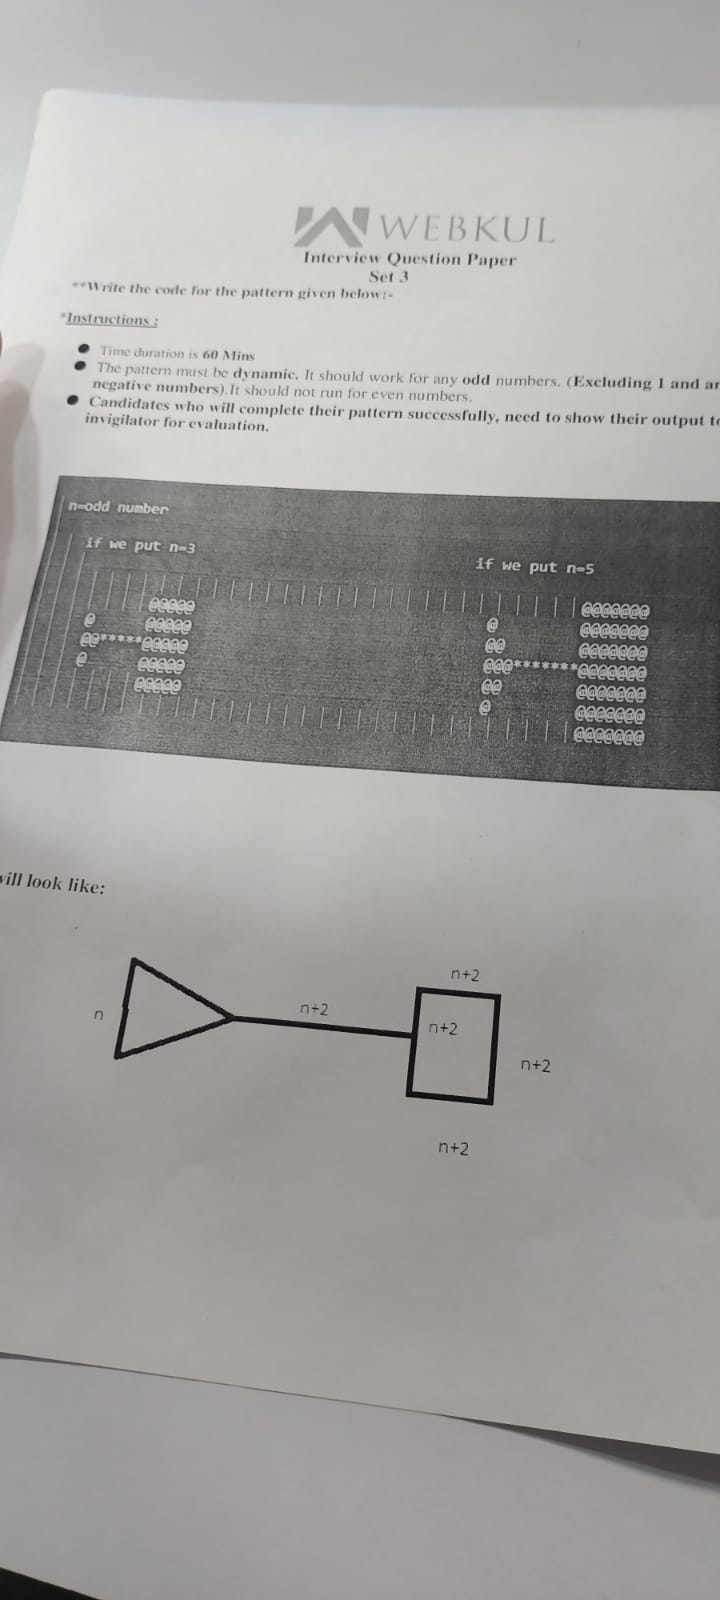 WEBKUL
Interview Question Paper
Set 3
**Write the code for the pattern given below:-
*Instructions :
● Time duration is 60 Mins
● The pattern must be dynamic. It should work for any odd numbers. (Excluding 1 and
negative numbers).It should not run for even numbers.
● Candidates who will complete their pattern successfully, need to show their output
invigilator for evaluation.
n=odd number
if we put n=3
if we put n=5
@@@@@
@ @@@@@
@@*****@@@@@
@ @@@@@
@@@@@
@@@@@@@
@ @@@@@@@
@@ @@@@@@@
@@@*******@@@@@@@
@@ @@@@@@@
@ @@@@@@@
@@@@@@@
look like:
n
n+2
n+2
n+2
n+2
n+2